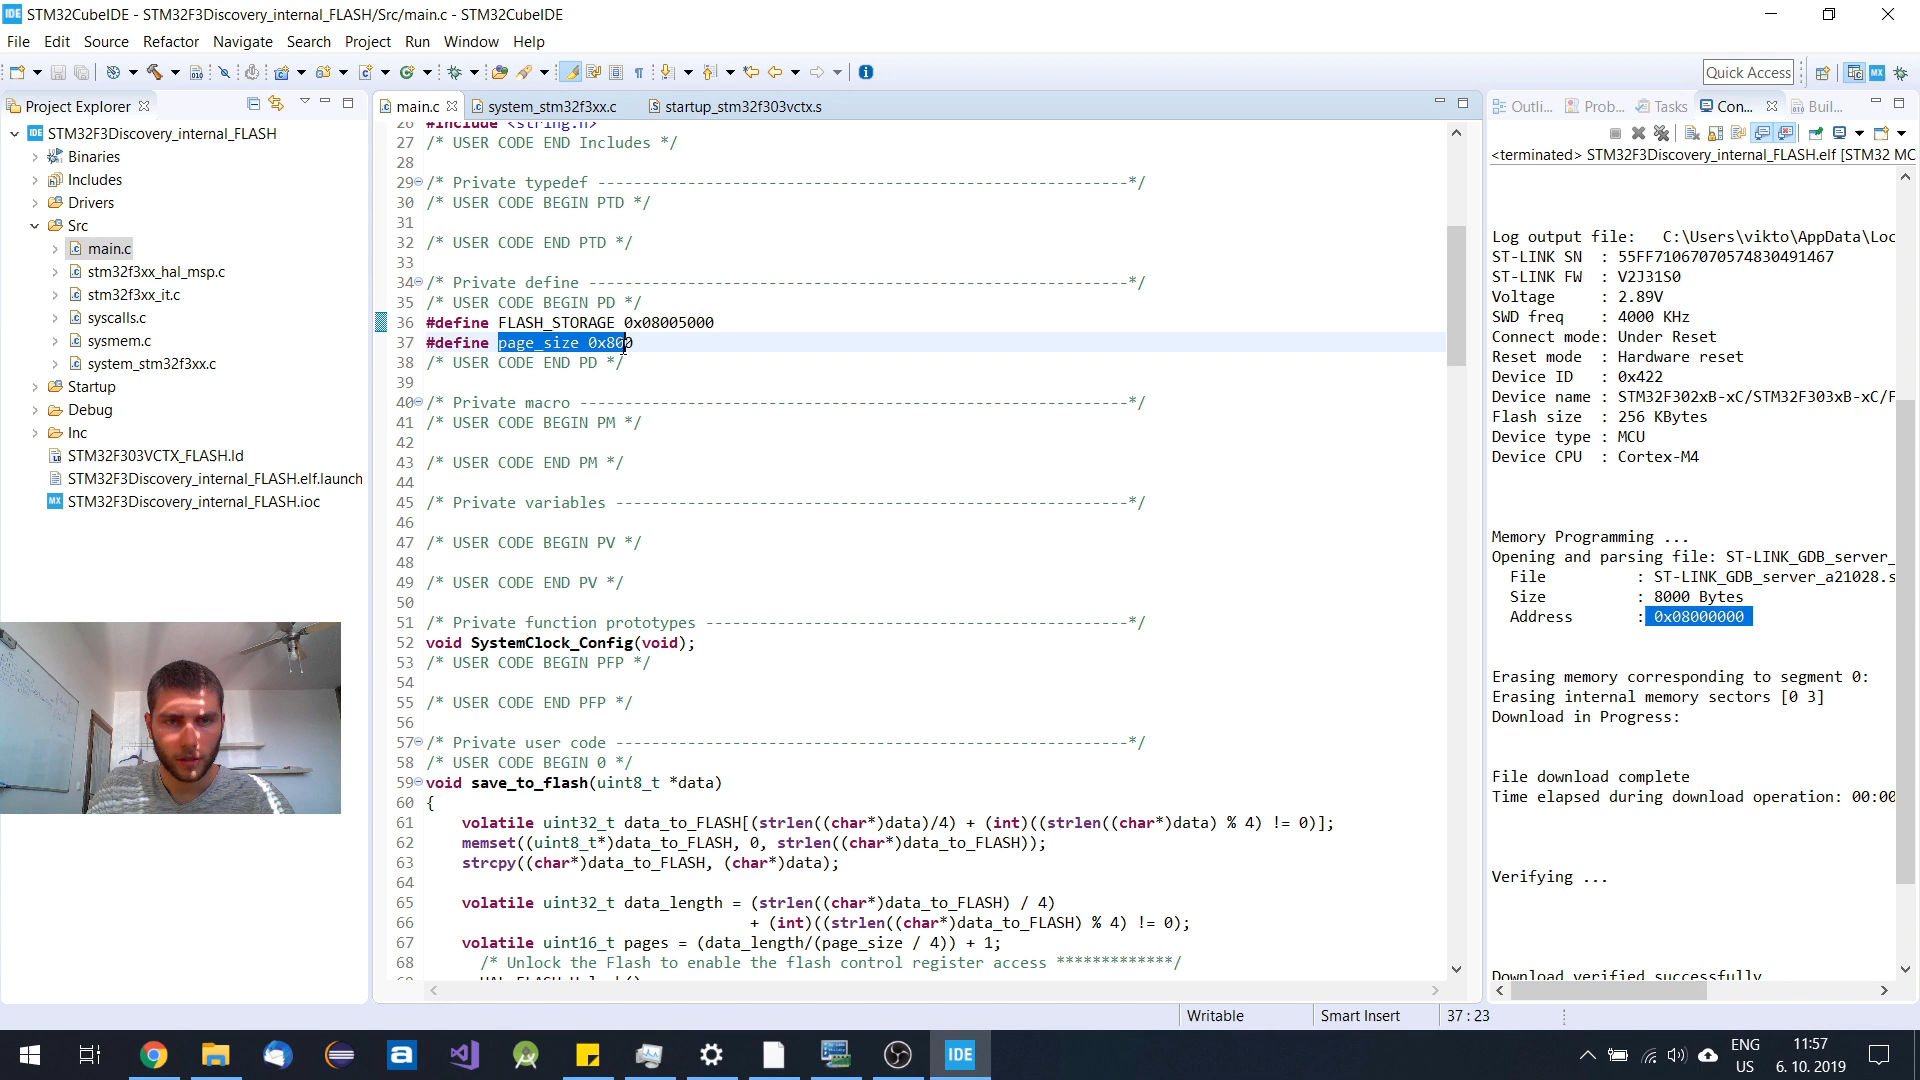 STM32CubeIDE - STM32F3Discovery_internal_FLASH/Src/main.c - STM32CubeIDE
File Edit Source Refactor Navigate Search Project Run Window Help
Quick Access
Project Explorer
STM32F3Discovery_internal_FLASH
Binaries
Includes
Drivers
Src
main.c
stm32f3xx_hal_msp.c
stm32f3xx_it.c
syscalls.c
sysmem.c
system_stm32f3xx.c
Startup
Debug
Inc
STM32F303VCTX_FLASH.ld
STM32F3Discovery_internal_FLASH.elf.launch
STM32F3Discovery_internal_FLASH.ioc
main.c system_stm32f3xx.c startup_stm32f303vctx.s
26 #include <string.h>
27 /* USER CODE END Includes */
28
29 /* Private typedef -----------------------------------------------------------*/
30 /* USER CODE BEGIN PTD */
31
32 /* USER CODE END PTD */
33
34 /* Private define ------------------------------------------------------------*/
35 /* USER CODE BEGIN PD */
36 #define FLASH_STORAGE 0x08005000
37 #define page_size 0x800
38 /* USER CODE END PD */
39
40 /* Private macro -------------------------------------------------------------*/
41 /* USER CODE BEGIN PM */
42
43 /* USER CODE END PM */
44
45 /* Private variables ---------------------------------------------------------*/
46
47 /* USER CODE BEGIN PV */
48
49 /* USER CODE END PV */
50
51 /* Private function prototypes -----------------------------------------------*/
52 void SystemClock_Config(void);
53 /* USER CODE BEGIN PFP */
54
55 /* USER CODE END PFP */
56
57 /* Private user code ---------------------------------------------------------*/
58 /* USER CODE BEGIN 0 */
59 void save_to_flash(uint8_t *data)
60 {
61 volatile uint32_t data_to_FLASH[(strlen((char*)data)/4) + (int)((strlen((char*)data) % 4) != 0)];
62 memset((uint8_t*)data_to_FLASH, 0, strlen((char*)data_to_FLASH));
63 strcpy((char*)data_to_FLASH, (char*)data);
64
65 volatile uint32_t data_length = (strlen((char*)data_to_FLASH) / 4)
66 + (int)((strlen((char*)data_to_FLASH) % 4) != 0);
67 volatile uint16_t pages = (data_length/(page_size / 4)) + 1;
68 /* Unlock the Flash to enable the flash control register access *************/
Outli... Prob... Tasks Con... Buil...
<terminated> STM32F3Discovery_internal_FLASH.elf [STM32 MC
Log output file: C:\Users\vikto\AppData\Loc
ST-LINK SN : 55FF71067070574830491467
ST-LINK FW : V2J31S0
Voltage : 2.89V
SWD freq : 4000 KHz
Connect mode: Under Reset
Reset mode : Hardware reset
Device ID : 0x422
Device name : STM32F302xB-xC/STM32F303xB-xC/F
Flash size : 256 KBytes
Device type : MCU
Device CPU : Cortex-M4
Memory Programming ...
Opening and parsing file: ST-LINK_GDB_server_
File : ST-LINK_GDB_server_a21028.s
Size : 8000 Bytes
Address : 0x08000000
Erasing memory corresponding to segment 0:
Erasing internal memory sectors [0 3]
Download in Progress:
File download complete
Time elapsed during download operation: 00:00
Verifying ...
Download verified successfully
Writable Smart Insert 37 : 23
ENG
US
11:57
6. 10. 2019
IDE